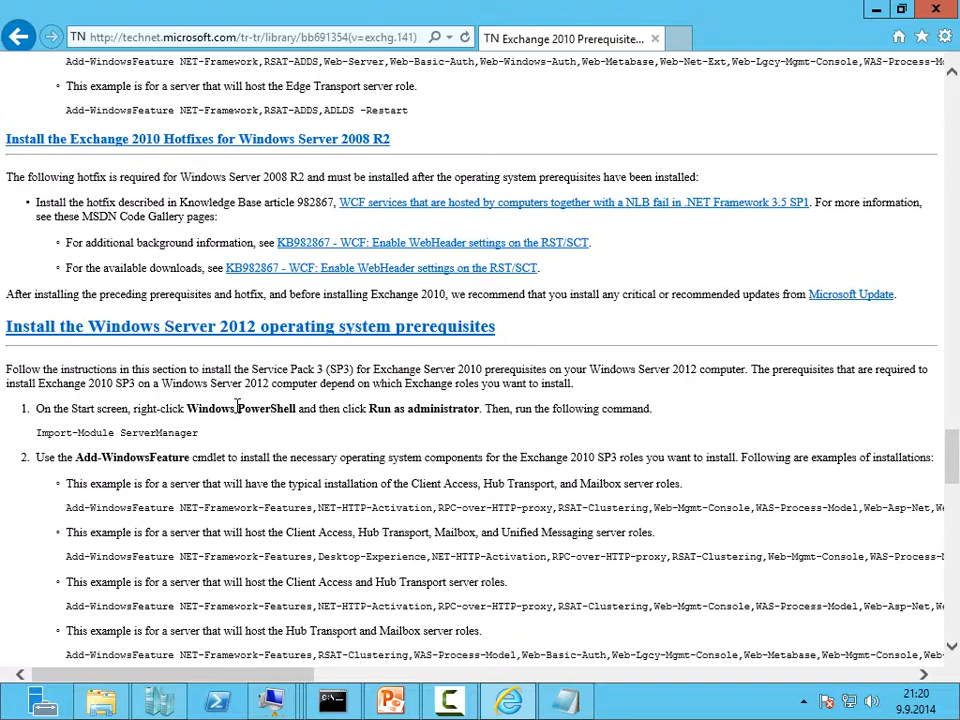 TN http://technet.microsoft.com/tr-tr/library/bb691354(v=exchg.141)
TN Exchange 2010 Prerequisite...
Add-WindowsFeature NET-Framework,RSAT-ADDS,Web-Server,Web-Basic-Auth,Web-Windows-Auth,Web-Metabase,Web-Net-Ext,Web-Lgcy-Mgmt-Console,WAS-Process-M
◦ This example is for a server that will host the Edge Transport server role.
Add-WindowsFeature NET-Framework,RSAT-ADDS,ADLDS -Restart
Install the Exchange 2010 Hotfixes for Windows Server 2008 R2
The following hotfix is required for Windows Server 2008 R2 and must be installed after the operating system prerequisites have been installed:
• Install the hotfix described in Knowledge Base article 982867, WCF services that are hosted by computers together with a NLB fail in .NET Framework 3.5 SP1. For more information,
see these MSDN Code Gallery pages:
◦ For additional background information, see KB982867 - WCF: Enable WebHeader settings on the RST/SCT.
◦ For the available downloads, see KB982867 - WCF: Enable WebHeader settings on the RST/SCT.
After installing the preceding prerequisites and hotfix, and before installing Exchange 2010, we recommend that you install any critical or recommended updates from Microsoft Update.
Install the Windows Server 2012 operating system prerequisites
Follow the instructions in this section to install the Service Pack 3 (SP3) for Exchange Server 2010 prerequisites on your Windows Server 2012 computer. The prerequisites that are required to
install Exchange 2010 SP3 on a Windows Server 2012 computer depend on which Exchange roles you want to install.
1. On the Start screen, right-click Windows PowerShell and then click Run as administrator. Then, run the following command.
Import-Module ServerManager
2. Use the Add-WindowsFeature cmdlet to install the necessary operating system components for the Exchange 2010 SP3 roles you want to install. Following are examples of installations:
◦ This example is for a server that will have the typical installation of the Client Access, Hub Transport, and Mailbox server roles.
Add-WindowsFeature NET-Framework-Features,NET-HTTP-Activation,RPC-over-HTTP-proxy,RSAT-Clustering,Web-Mgmt-Console,WAS-Process-Model,Web-Asp-Net,We
◦ This example is for a server that will host the Client Access, Hub Transport, Mailbox, and Unified Messaging server roles.
Add-WindowsFeature NET-Framework-Features,Desktop-Experience,NET-HTTP-Activation,RPC-over-HTTP-proxy,RSAT-Clustering,Web-Mgmt-Console,WAS-Process-M
◦ This example is for a server that will host the Client Access and Hub Transport server roles.
Add-WindowsFeature NET-Framework-Features,NET-HTTP-Activation,RPC-over-HTTP-proxy,RSAT-Clustering,Web-Mgmt-Console,WAS-Process-Model,Web-Asp-Net,We
◦ This example is for a server that will host the Hub Transport and Mailbox server roles.
Add-WindowsFeature NET-Framework-Features,RSAT-Clustering,WAS-Process-Model,Web-Basic-Auth,Web-Lgcy-Mgmt-Console,Web-Metabase,Web-Mgmt-Console,Web-
21:20
9.9.2014